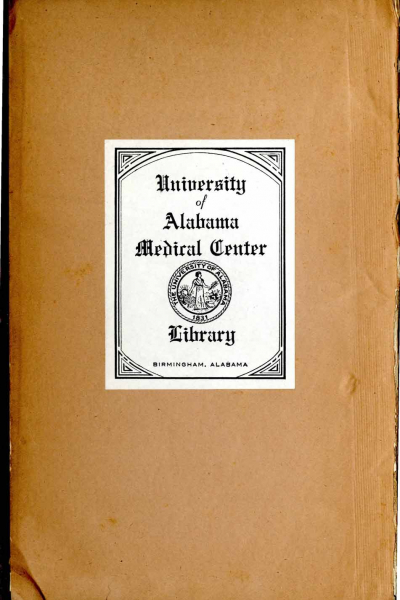 University
of
Alabama
Medical Center
THE UNIVERSITY OF ALABAMA
1831
Library
BIRMINGHAM, ALABAMA